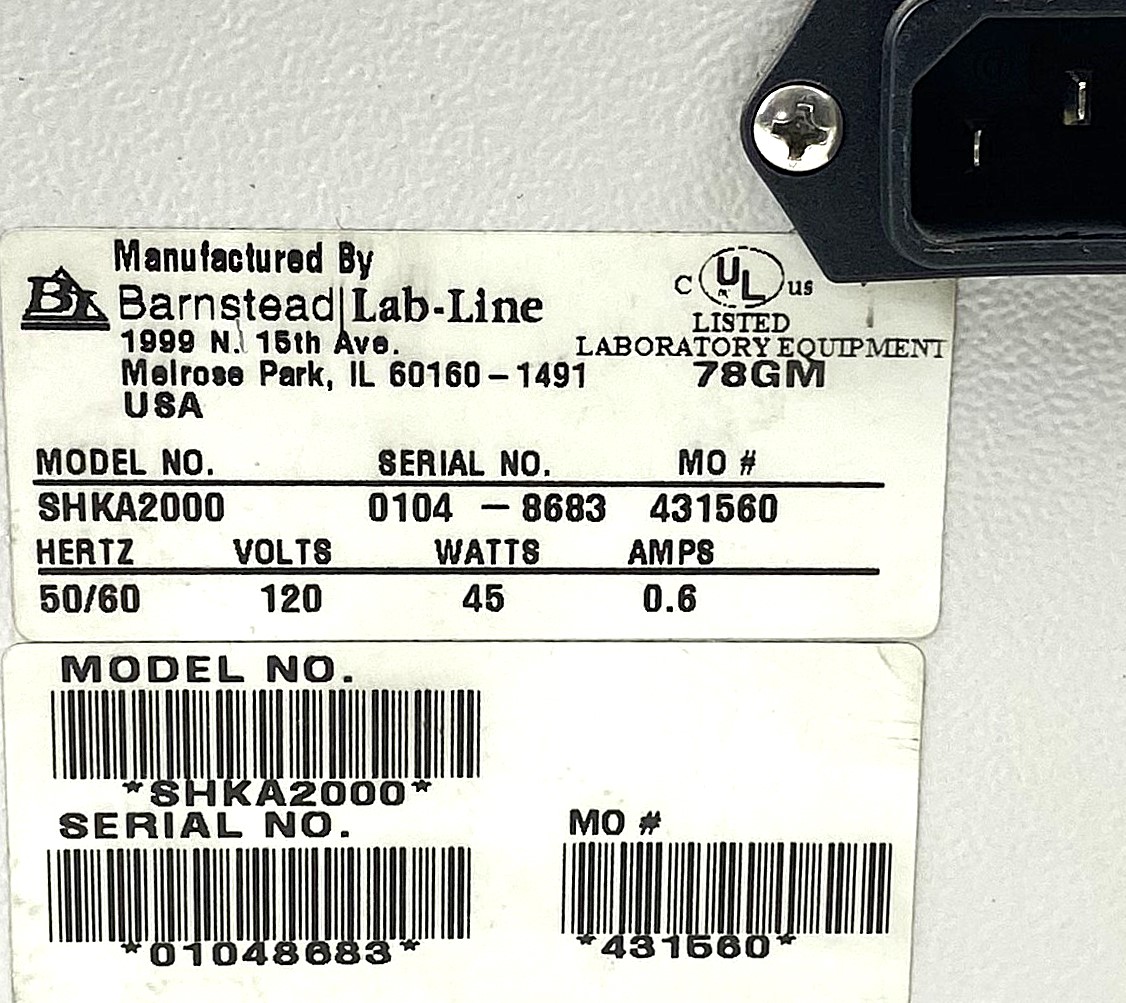 Manufactured By
BL Barnstead|Lab-Line
1999 N. 15th Ave.
Melrose Park, IL 60160-1491
USA
C UL us
LISTED
LABORATORY EQUIPMENT
78GM
MODEL NO. SERIAL NO. MO #
SHKA2000 0104 - 8683 431560
HERTZ VOLTS WATTS AMPS
50/60 120 45 0.6
MODEL NO.
*SHKA2000*
SERIAL NO. MO #
*01048683* *431560*